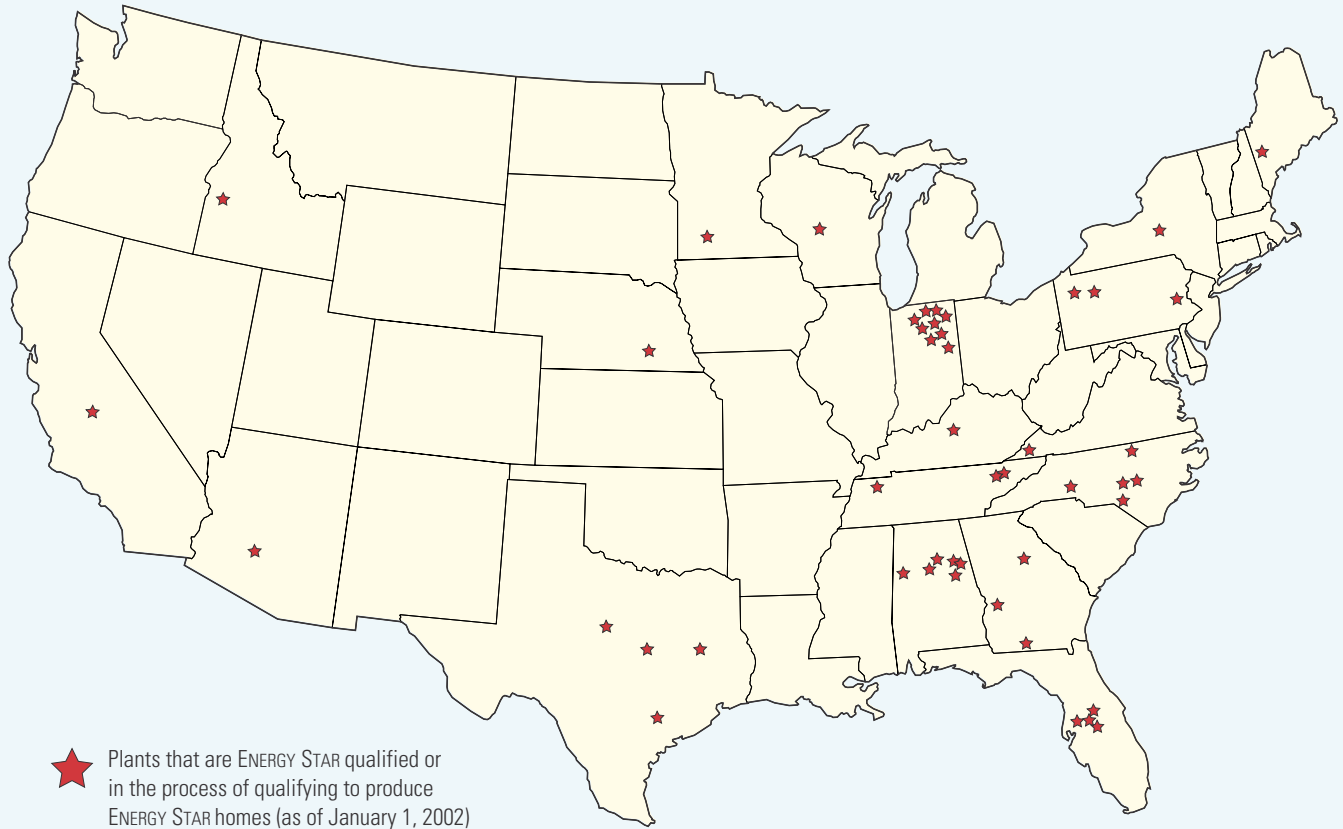 Plants that are ENERGY STAR qualified or
in the process of qualifying to produce
ENERGY STAR homes (as of January 1, 2002)